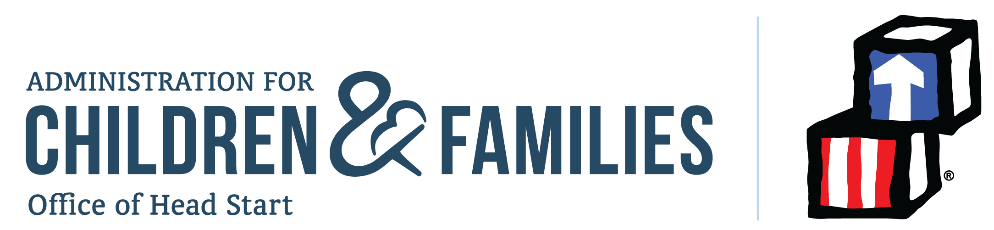 ADMINISTRATION FOR
CHILDREN & FAMILIES
Office of Head Start
®